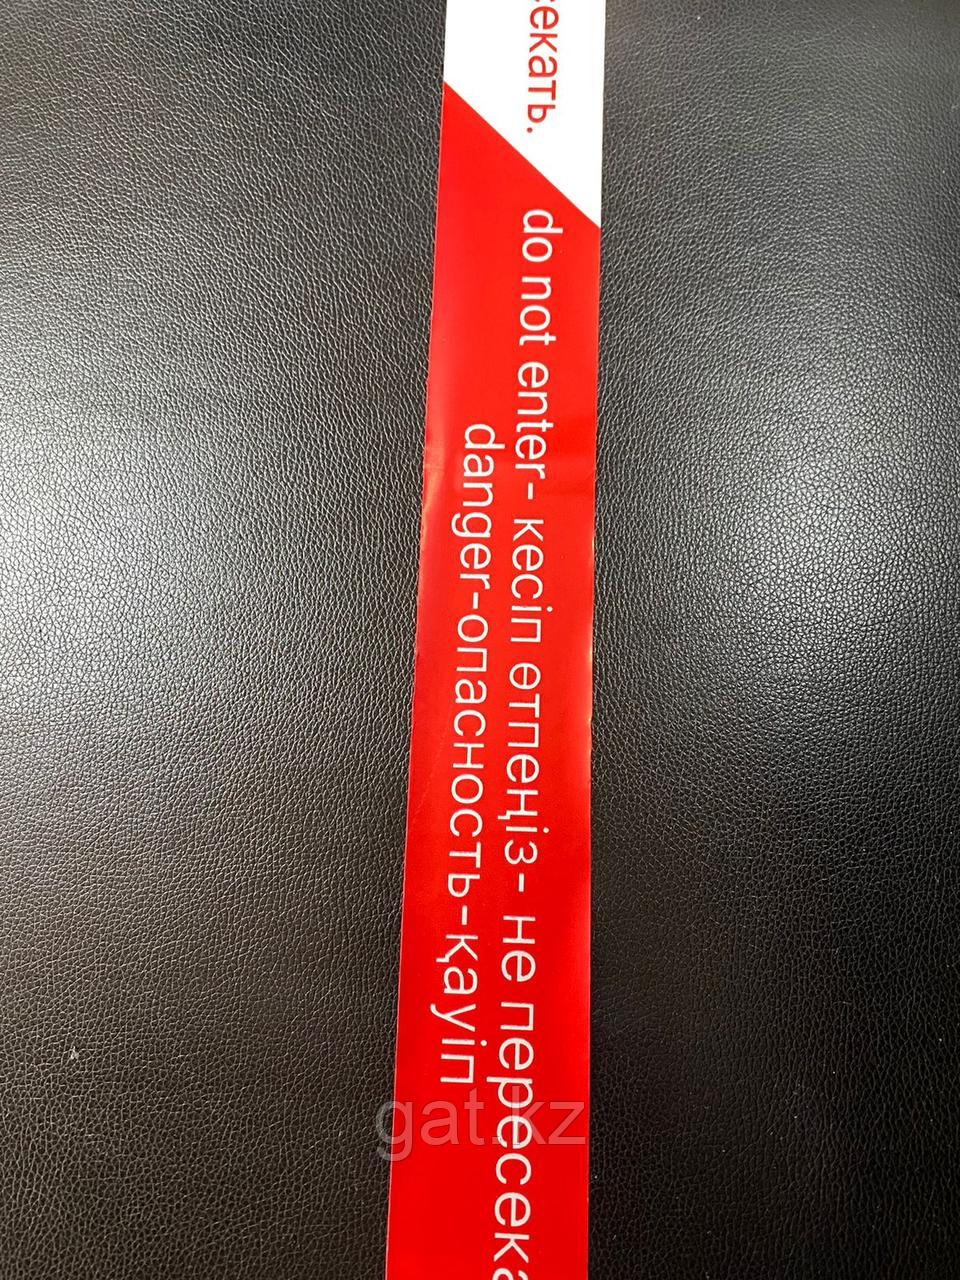 секать.
do not enter- кесіп өтпеңіз- не пересека
danger-опасность-қауіп
gat.kz